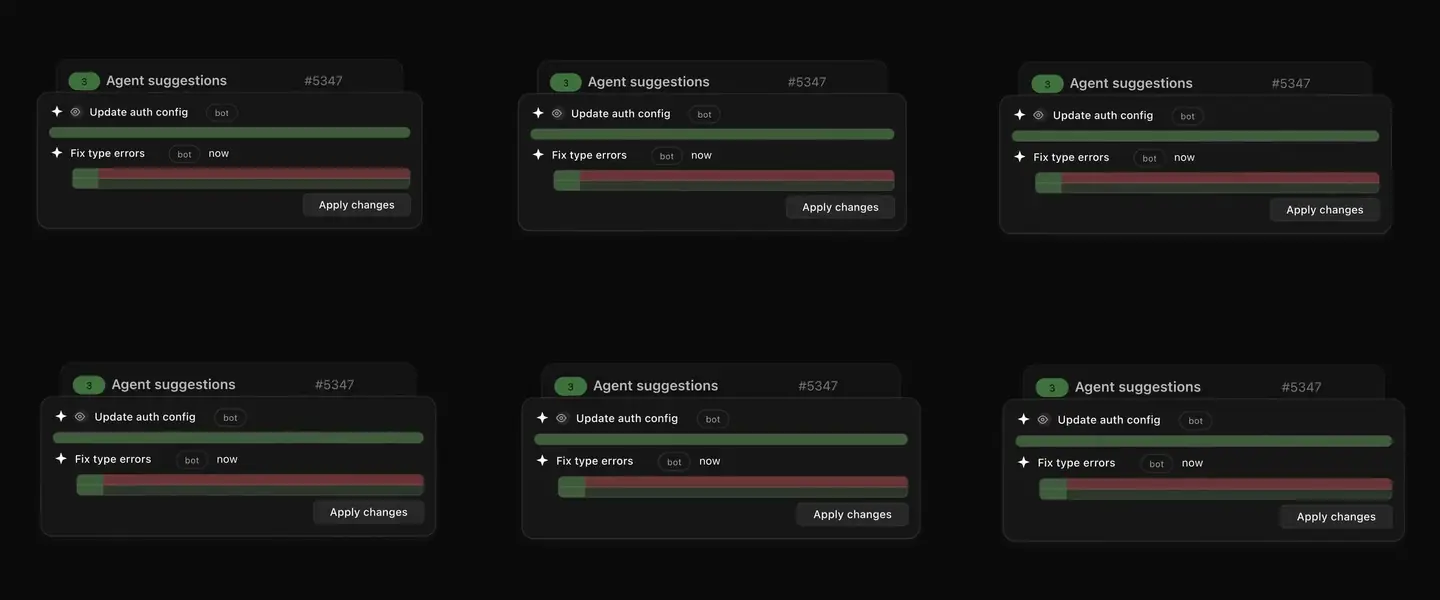 3 Agent suggestions #5347
Update auth config bot
Fix type errors bot now
Apply changes
3 Agent suggestions #5347
Update auth config bot
Fix type errors bot now
Apply changes
3 Agent suggestions #5347
Update auth config bot
Fix type errors bot now
Apply changes
3 Agent suggestions #5347
Update auth config bot
Fix type errors bot now
Apply changes
3 Agent suggestions #5347
Update auth config bot
Fix type errors bot now
Apply changes
3 Agent suggestions #5347
Update auth config bot
Fix type errors bot now
Apply changes